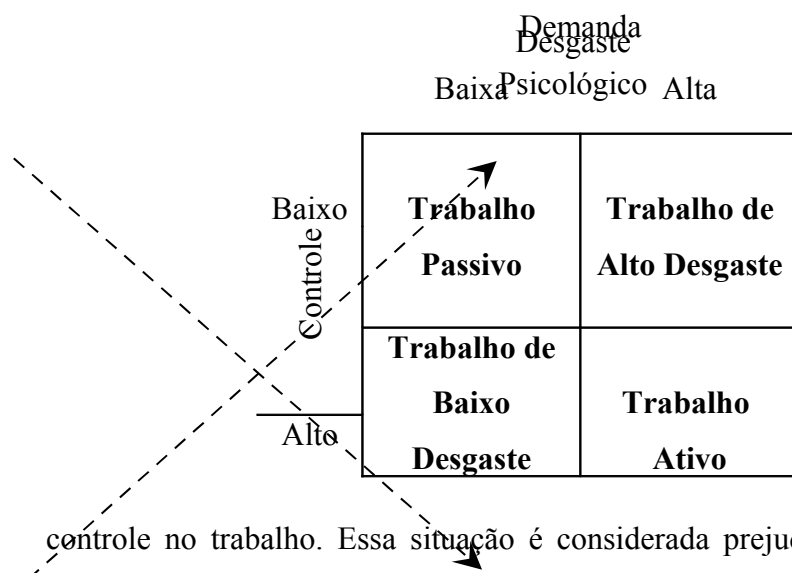 Demanda
Desgaste
Psicológico
Baixa Alta
Baixo
Controle
Alto
Trabalho
Passivo
Trabalho de
Alto Desgaste
Trabalho de
Baixo
Desgaste
Trabalho
Ativo
controle no trabalho. Essa situação é considerada